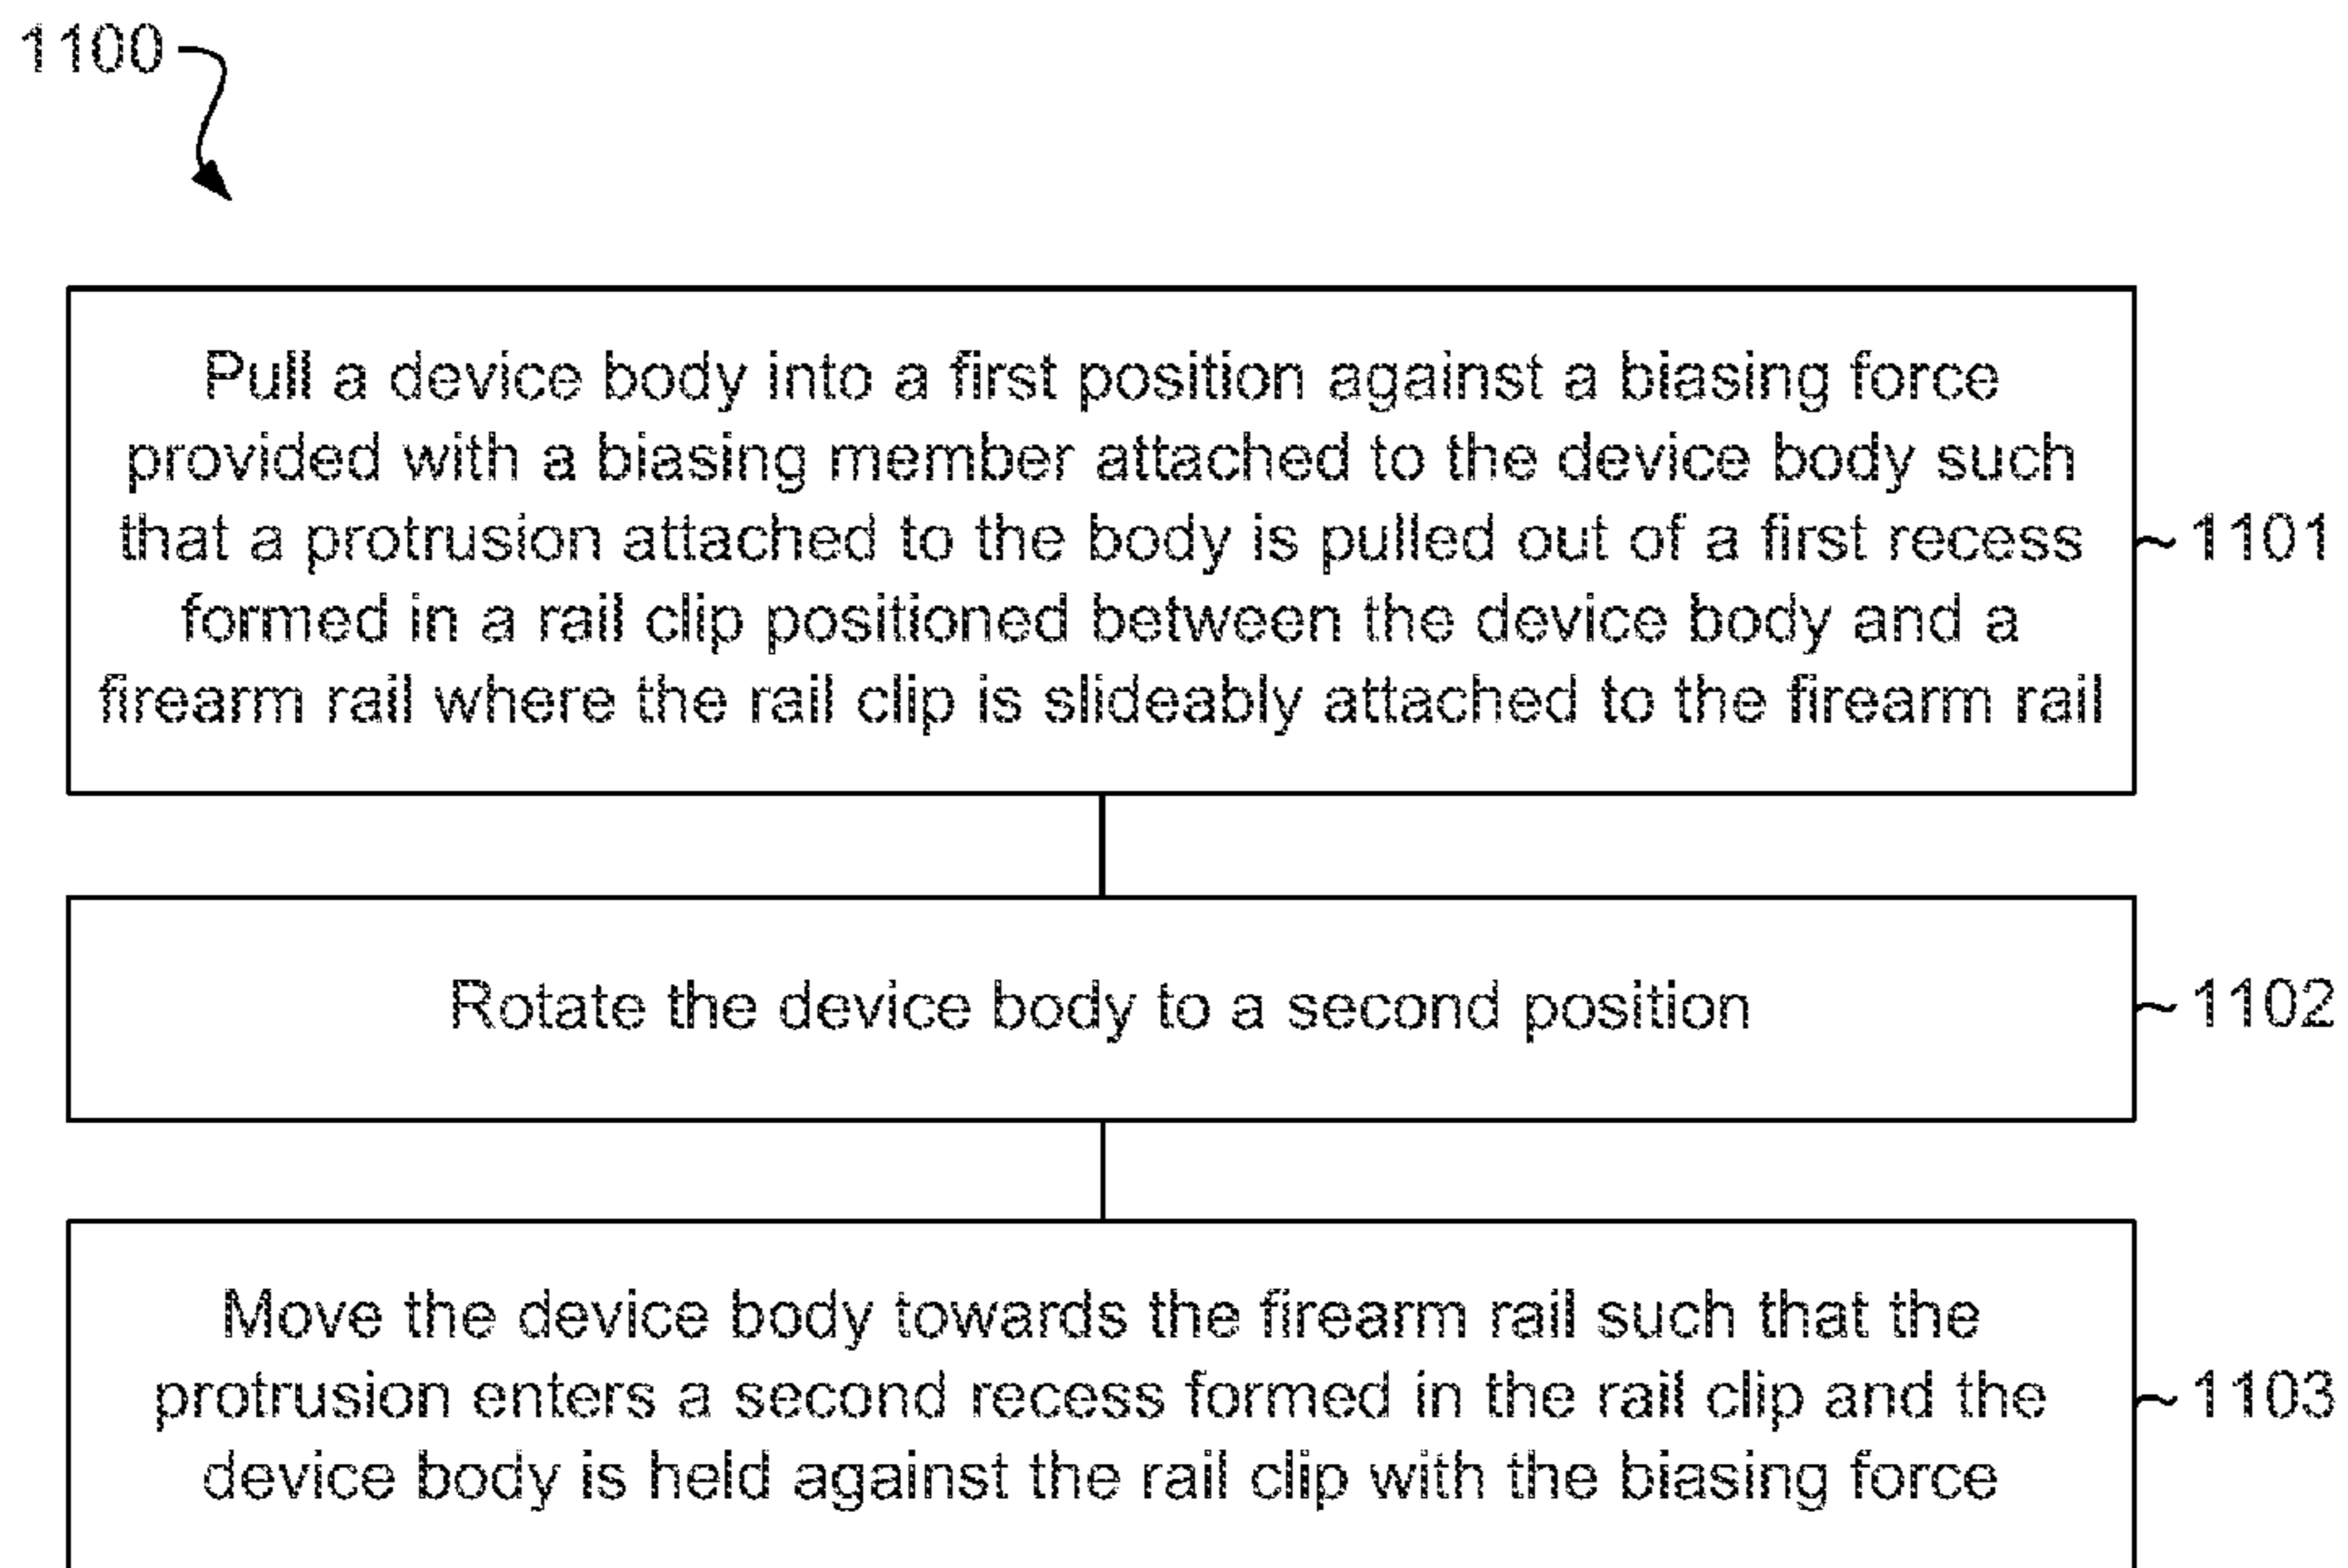 1100
Pull a device body into a first position against a biasing force
provided with a biasing member attached to the device body such
that a protrusion attached to the body is pulled out of a first recess
formed in a rail clip positioned between the device body and a
firearm rail where the rail clip is slideably attached to the firearm rail
1101
Rotate the device body to a second position
1102
Move the device body towards the firearm rail such that the
protrusion enters a second recess formed in the rail clip and the
device body is held against the rail clip with the biasing force
1103